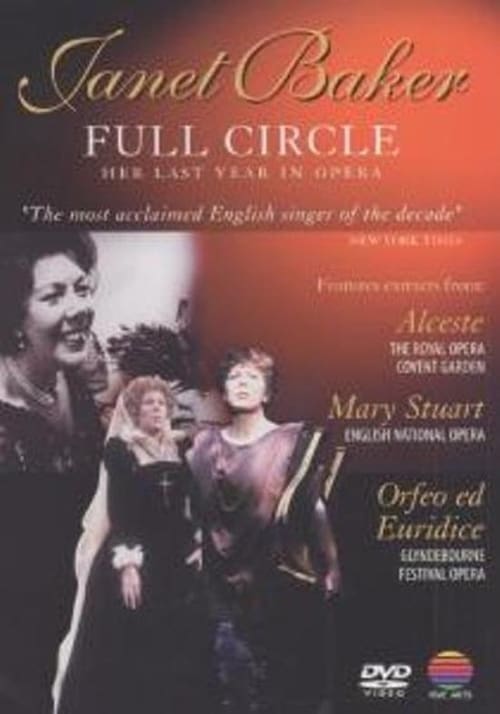 Janet Baker
FULL CIRCLE
HER LAST YEAR IN OPERA
"The most acclaimed English singer of the decade"
NEW YORK TIMES
Features extracts from:
Alceste
THE ROYAL OPERA
COVENT GARDEN
Mary Stuart
ENGLISH NATIONAL OPERA
Orfeo ed
Euridice
GLYNDEBOURNE
FESTIVAL OPERA
DVD
VIDEO
ARTS